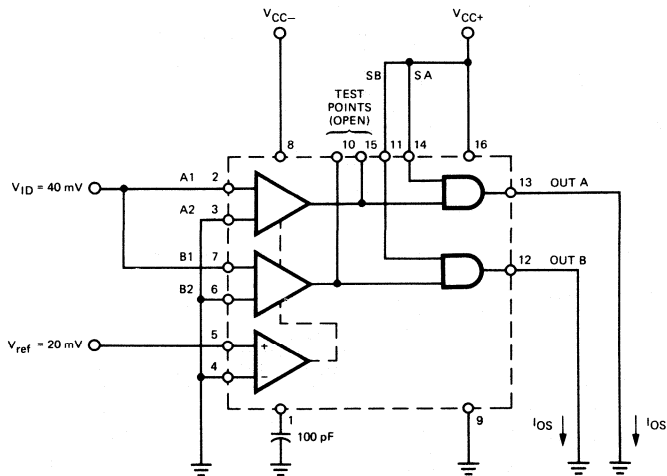 VCC−
VCC+
SB
SA
TEST
POINTS
(OPEN)
8
10
15
11
14
16
VID = 40 mV
A1
2
A2
3
B1
7
B2
6
Vref = 20 mV
5
+
4
−
13
OUT A
12
OUT B
1
9
100 pF
IOS
IOS